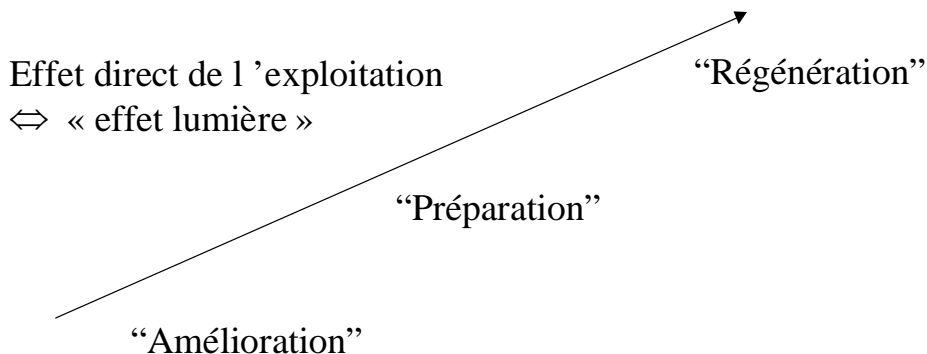 Effet direct de l ’exploitation
“Régénération”
⇔ « effet lumière »
“Préparation”
“Amélioration”